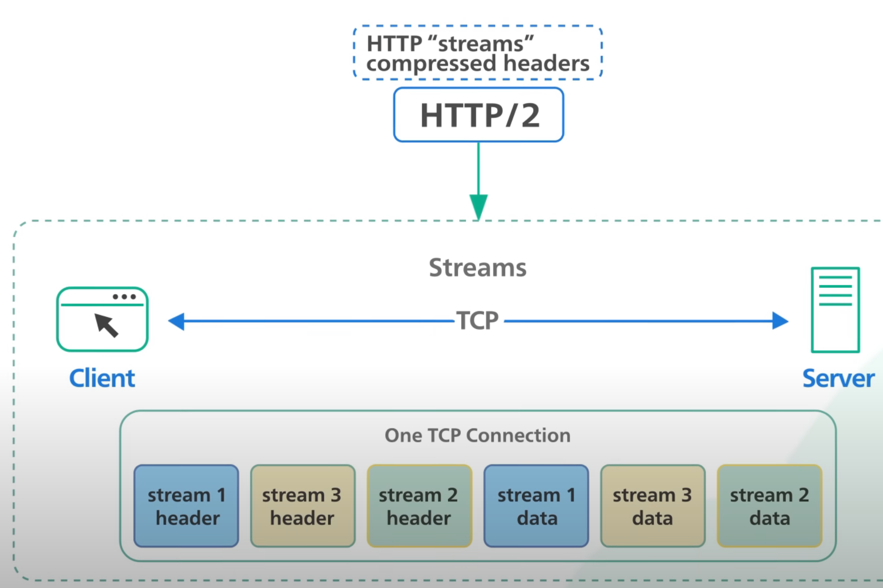 HTTP “streams”
compressed headers
HTTP/2
Streams
TCP
Client
Server
One TCP Connection
stream 1
header
stream 3
header
stream 2
header
stream 1
data
stream 3
data
stream 2
data